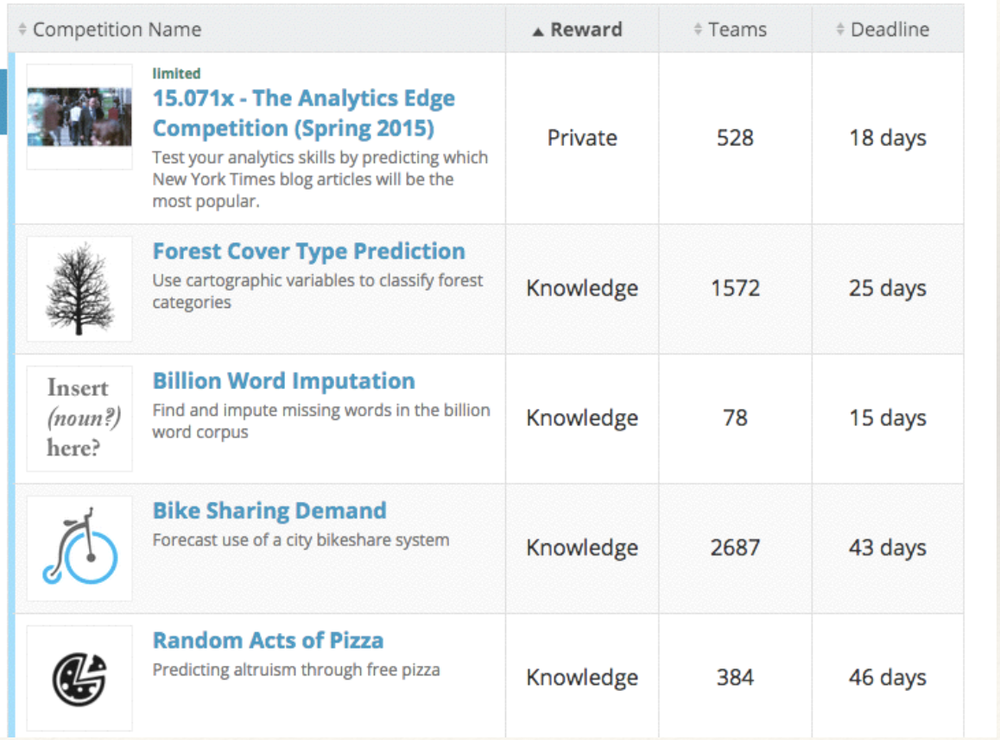 Competition Name Reward Teams Deadline
limited
15.071x - The Analytics Edge
Competition (Spring 2015)
Test your analytics skills by predicting which
New York Times blog articles will be the
most popular.
Private 528 18 days
Forest Cover Type Prediction
Use cartographic variables to classify forest
categories
Knowledge 1572 25 days
Insert
(noun?)
here?
Billion Word Imputation
Find and impute missing words in the billion
word corpus
Knowledge 78 15 days
Bike Sharing Demand
Forecast use of a city bikeshare system
Knowledge 2687 43 days
Random Acts of Pizza
Predicting altruism through free pizza
Knowledge 384 46 days